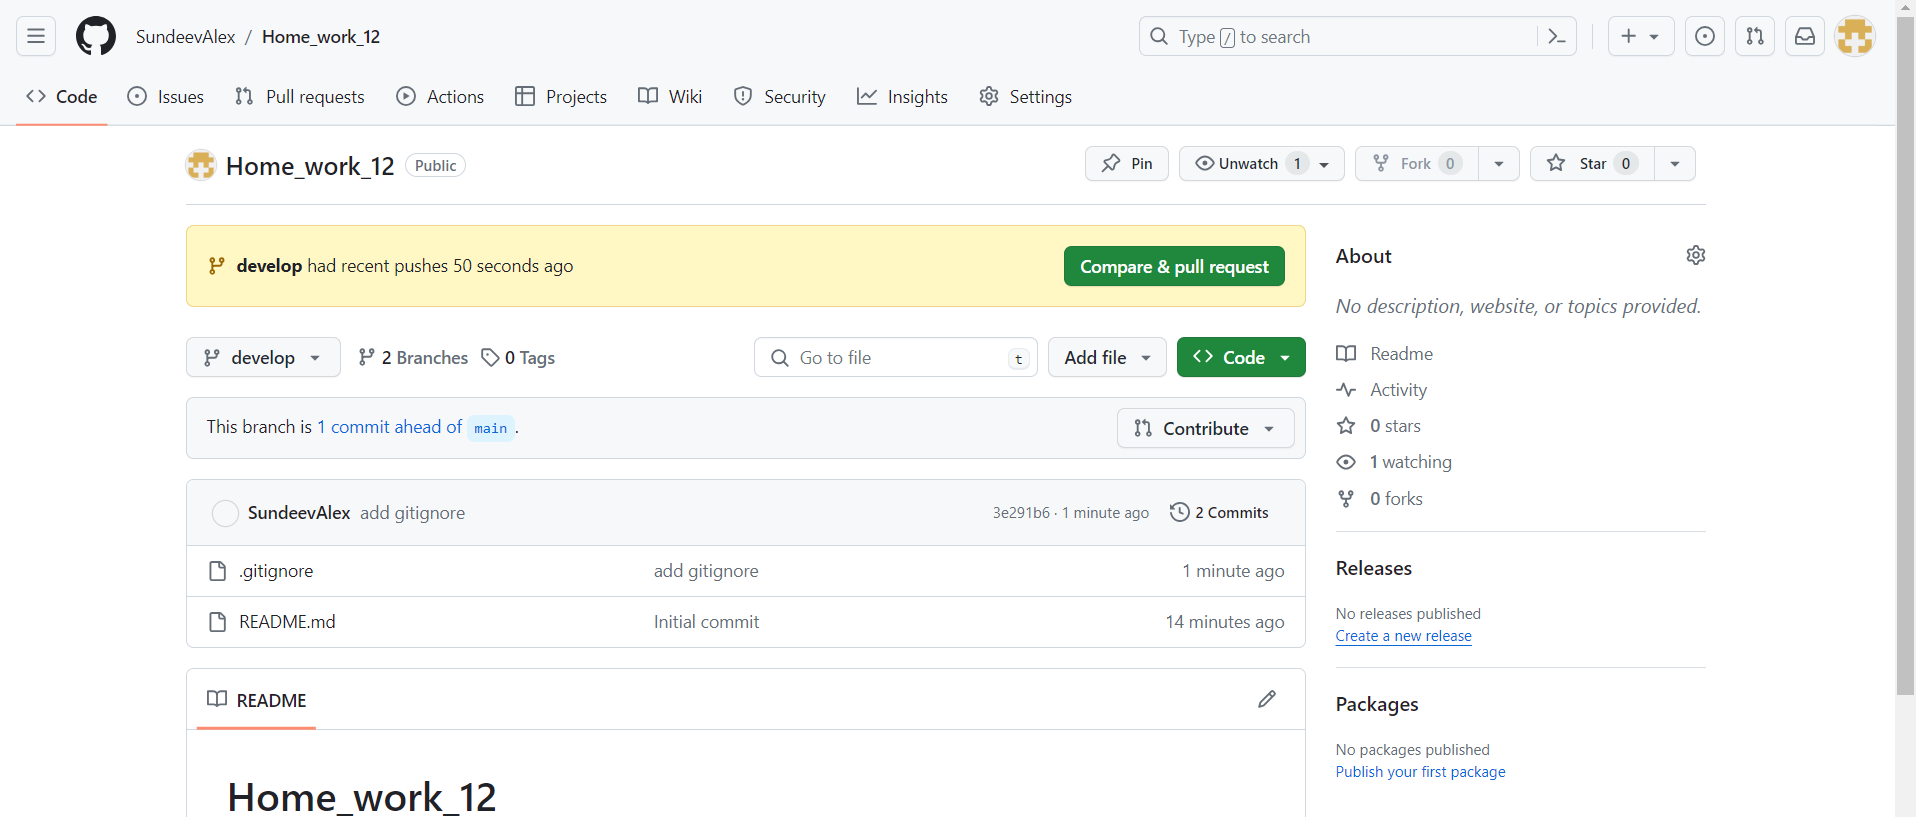 SundeevAlex / Home_work_12
Type / to search
Code Issues Pull requests Actions Projects Wiki Security Insights Settings
Home_work_12 Public
Pin Unwatch 1 Fork 0 Star 0
develop had recent pushes 50 seconds ago Compare & pull request
develop 2 Branches 0 Tags Go to file t Add file Code
This branch is 1 commit ahead of main . Contribute
SundeevAlex add gitignore 3e291b6 · 1 minute ago 2 Commits
.gitignore add gitignore 1 minute ago
README.md Initial commit 14 minutes ago
README
Home_work_12
About
No description, website, or topics provided.
Readme
Activity
0 stars
1 watching
0 forks
Releases
No releases published
Create a new release
Packages
No packages published
Publish your first package